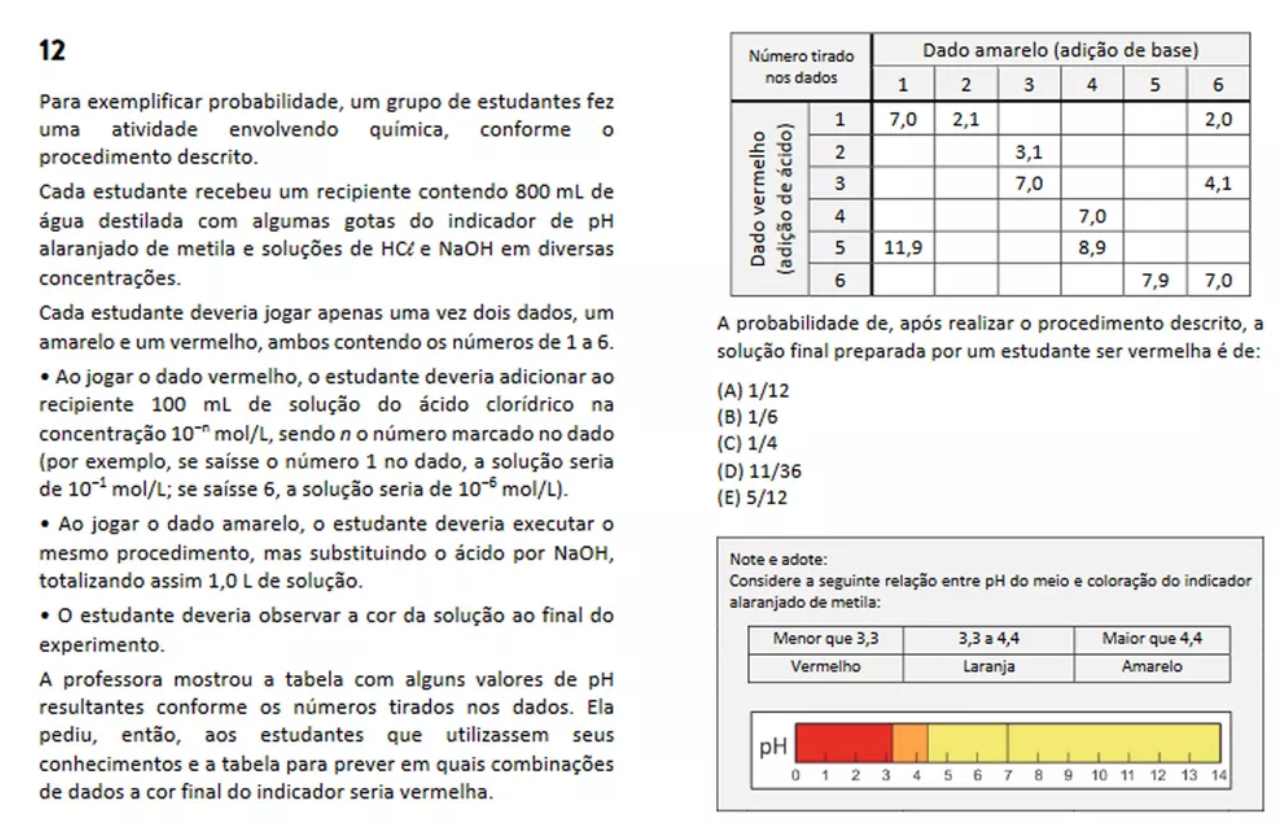 12
Para exemplificar probabilidade, um grupo de estudantes fez
uma atividade envolvendo química, conforme o
procedimento descrito.
Cada estudante recebeu um recipiente contendo 800 mL de
água destilada com algumas gotas do indicador de pH
alaranjado de metila e soluções de HCℓ e NaOH em diversas
concentrações.
Cada estudante deveria jogar apenas uma vez dois dados, um
amarelo e um vermelho, ambos contendo os números de 1 a 6.
• Ao jogar o dado vermelho, o estudante deveria adicionar ao
recipiente 100 mL de solução do ácido clorídrico na
concentração 10⁻ⁿ mol/L, sendo n o número marcado no dado
(por exemplo, se saísse o número 1 no dado, a solução seria
de 10⁻¹ mol/L; se saísse 6, a solução seria de 10⁻⁶ mol/L).
• Ao jogar o dado amarelo, o estudante deveria executar o
mesmo procedimento, mas substituindo o ácido por NaOH,
totalizando assim 1,0 L de solução.
• O estudante deveria observar a cor da solução ao final do
experimento.
A professora mostrou a tabela com alguns valores de pH
resultantes conforme os números tirados nos dados. Ela
pediu, então, aos estudantes que utilizassem seus
conhecimentos e a tabela para prever em quais combinações
de dados a cor final do indicador seria vermelha.
Número tirado
nos dados
Dado amarelo (adição de base)
1 2 3 4 5 6
Dado vermelho
(adição de ácido)
1 7,0 2,1 2,0
2 3,1
3 7,0 4,1
4 7,0
5 11,9 8,9
6 7,9 7,0
A probabilidade de, após realizar o procedimento descrito, a
solução final preparada por um estudante ser vermelha é de:
(A) 1/12
(B) 1/6
(C) 1/4
(D) 11/36
(E) 5/12
Note e adote:
Considere a seguinte relação entre pH do meio e coloração do indicador
alaranjado de metila:
Menor que 3,3 3,3 a 4,4 Maior que 4,4
Vermelho Laranja Amarelo
pH
0 1 2 3 4 5 6 7 8 9 10 11 12 13 14